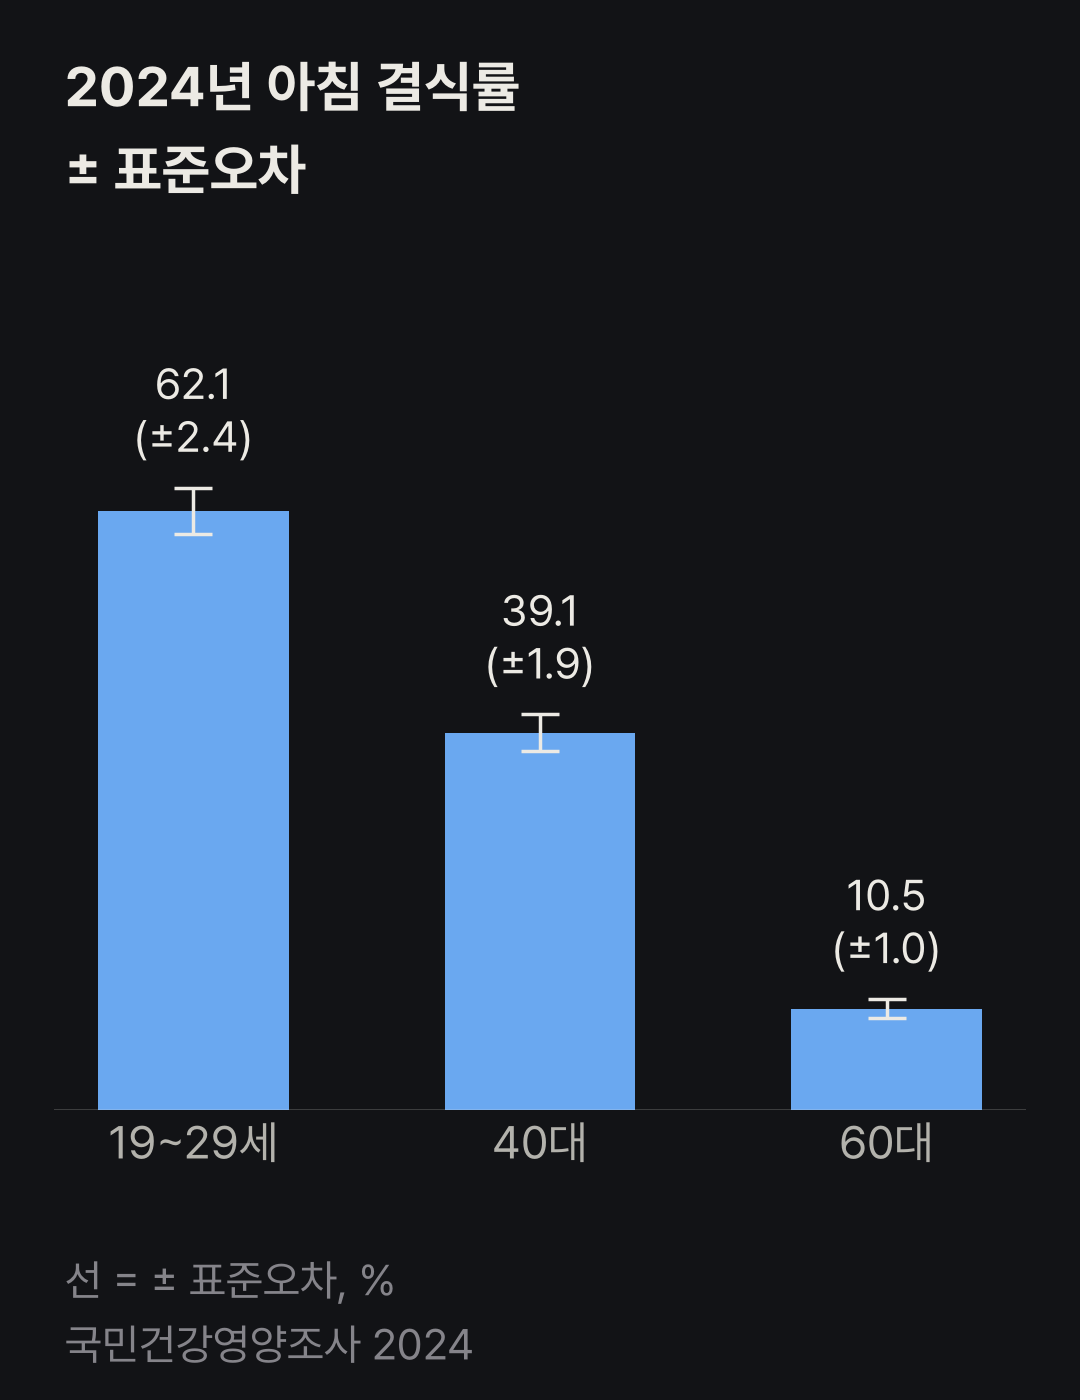 2024년 아침 결식률
± 표준오차
62.1
(±2.4)
39.1
(±1.9)
10.5
(±1.0)
19~29세
40대
60대
선 = ± 표준오차, %
국민건강영양조사 2024